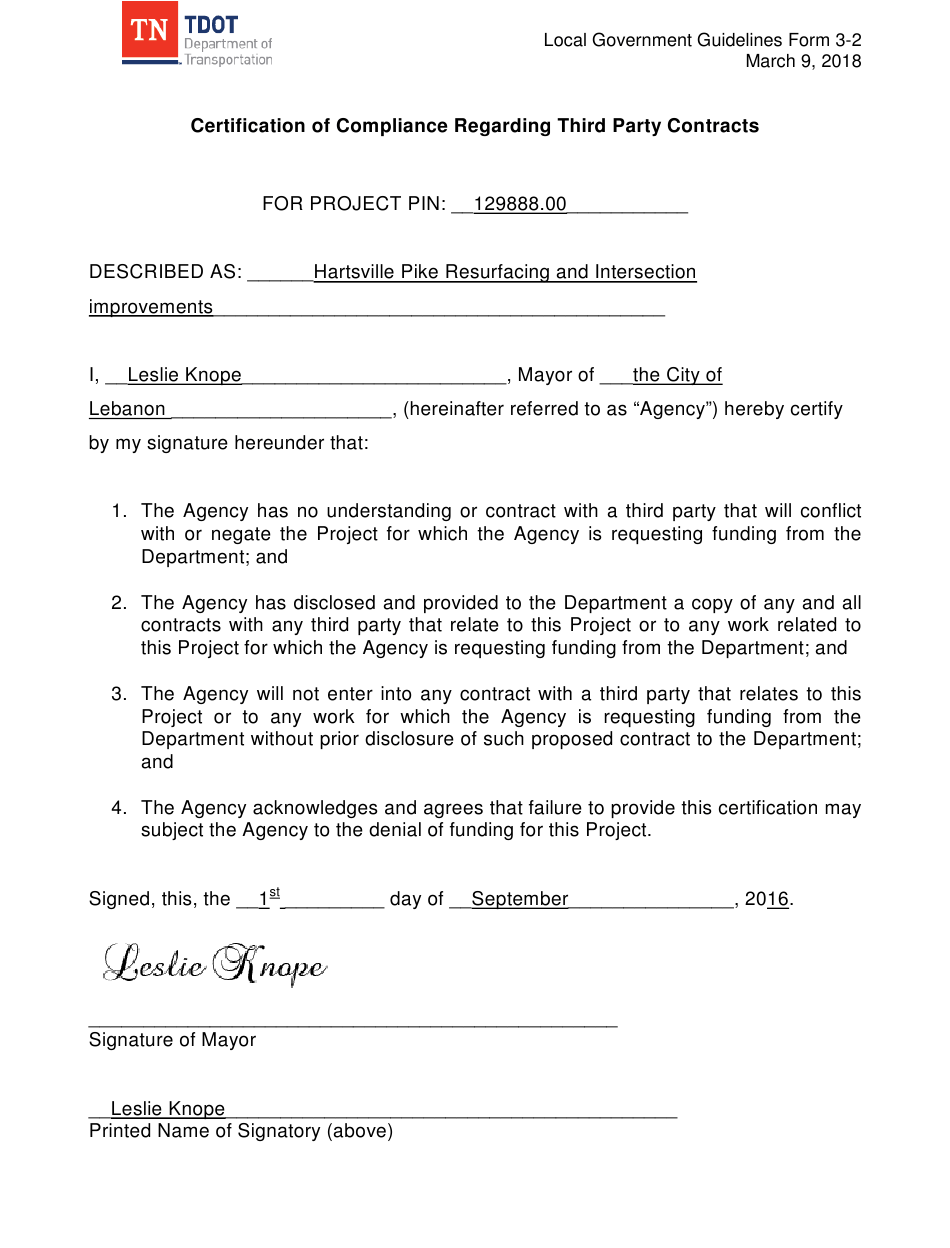 TN TDOT
Department of
Transportation
Local Government Guidelines Form 3-2
March 9, 2018
Certification of Compliance Regarding Third Party Contracts
FOR PROJECT PIN: __129888.00___________
DESCRIBED AS: ______Hartsville Pike Resurfacing and Intersection
improvements_________________________________________
I, __Leslie Knope________________________, Mayor of ___the City of
Lebanon ____________________, (hereinafter referred to as “Agency”) hereby certify
by my signature hereunder that:
1. The Agency has no understanding or contract with a third party that will conflict
with or negate the Project for which the Agency is requesting funding from the
Department; and
2. The Agency has disclosed and provided to the Department a copy of any and all
contracts with any third party that relate to this Project or to any work related to
this Project for which the Agency is requesting funding from the Department; and
3. The Agency will not enter into any contract with a third party that relates to this
Project or to any work for which the Agency is requesting funding from the
Department without prior disclosure of such proposed contract to the Department;
and
4. The Agency acknowledges and agrees that failure to provide this certification may
subject the Agency to the denial of funding for this Project.
Signed, this, the __1st_________ day of __September_______________, 2016.
Leslie Knope
________________________________________________
Signature of Mayor
__Leslie Knope_________________________________________
Printed Name of Signatory (above)